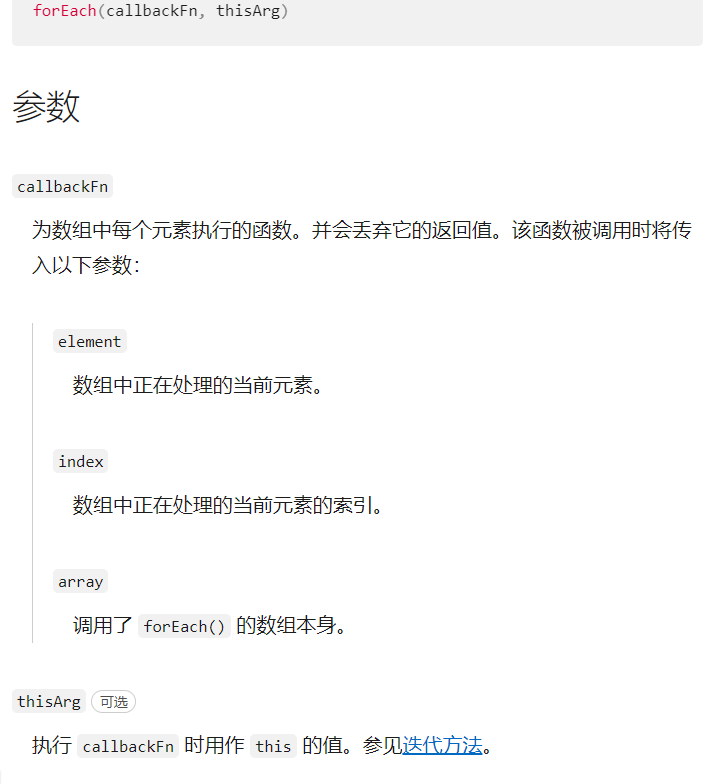 forEach(callbackFn, thisArg)
参数
callbackFn
为数组中每个元素执行的函数。并会丢弃它的返回值。该函数被调用时将传
入以下参数：
element
数组中正在处理的当前元素。
index
数组中正在处理的当前元素的索引。
array
调用了 forEach() 的数组本身。
thisArg 可选
执行 callbackFn 时用作 this 的值。参见迭代方法。